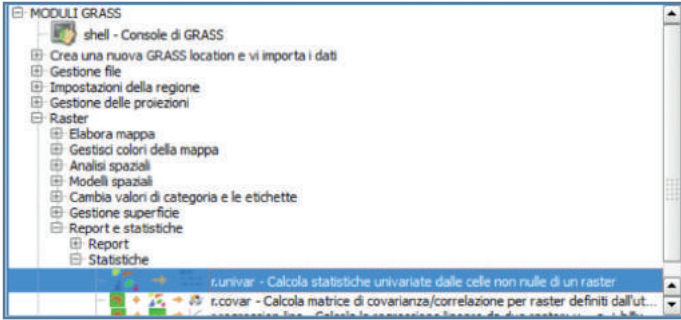 MODULI GRASS
shell - Console di GRASS
Crea una nuova GRASS location e vi importa i dati
Gestione file
Impostazioni della regione
Gestione delle proiezioni
Raster
Elabora mappa
Gestisci colori della mappa
Analisi spaziali
Modelli spaziali
Cambia valori di categoria e le etichette
Gestione superficie
Report e statistiche
Report
Statistiche
r.univar - Calcola statistiche univariate dalle celle non nulle di un raster
r.covar - Calcola matrice di covarianza/correlazione per raster definiti dall'ut...